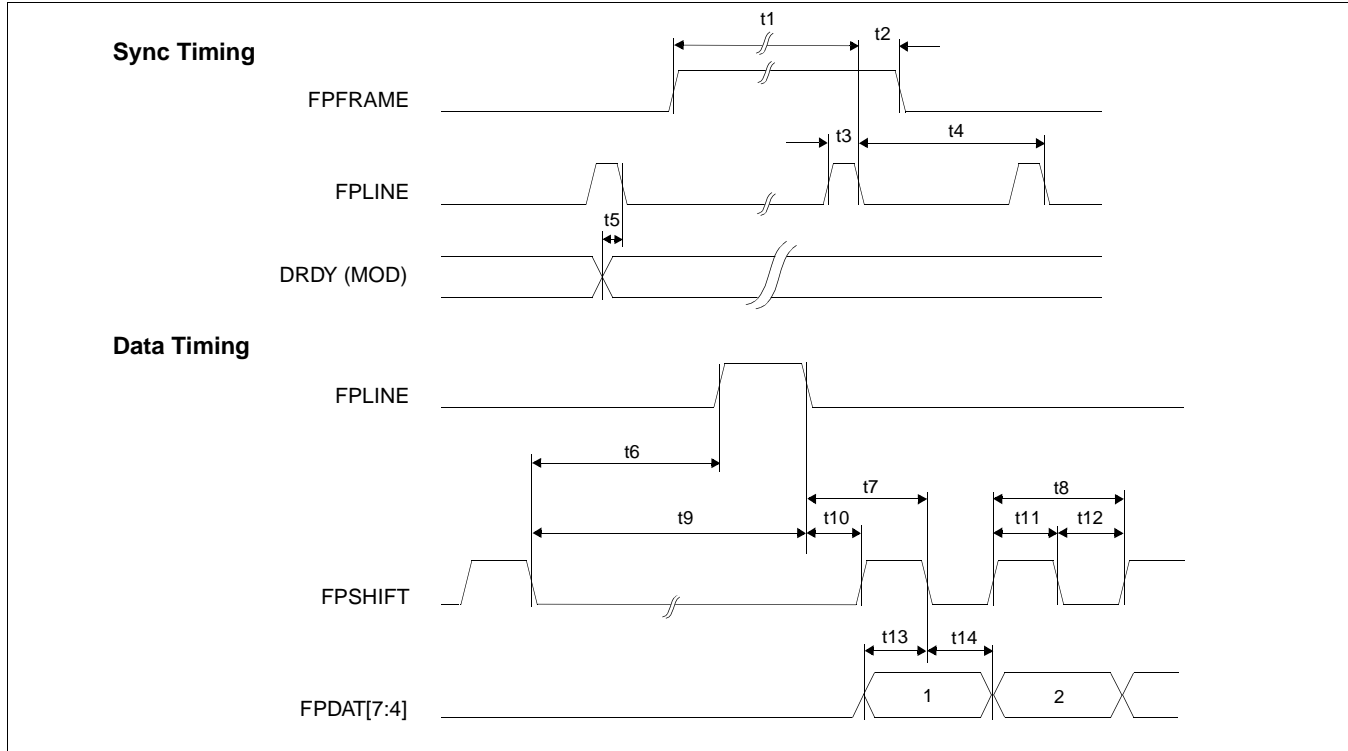 t1
t2
Sync Timing
FPFRAME
t3
t4
FPLINE
t5
DRDY (MOD)
Data Timing
FPLINE
t6
t7
t8
t9
t10
t11
t12
FPSHIFT
t13
t14
1
2
FPDAT[7:4]